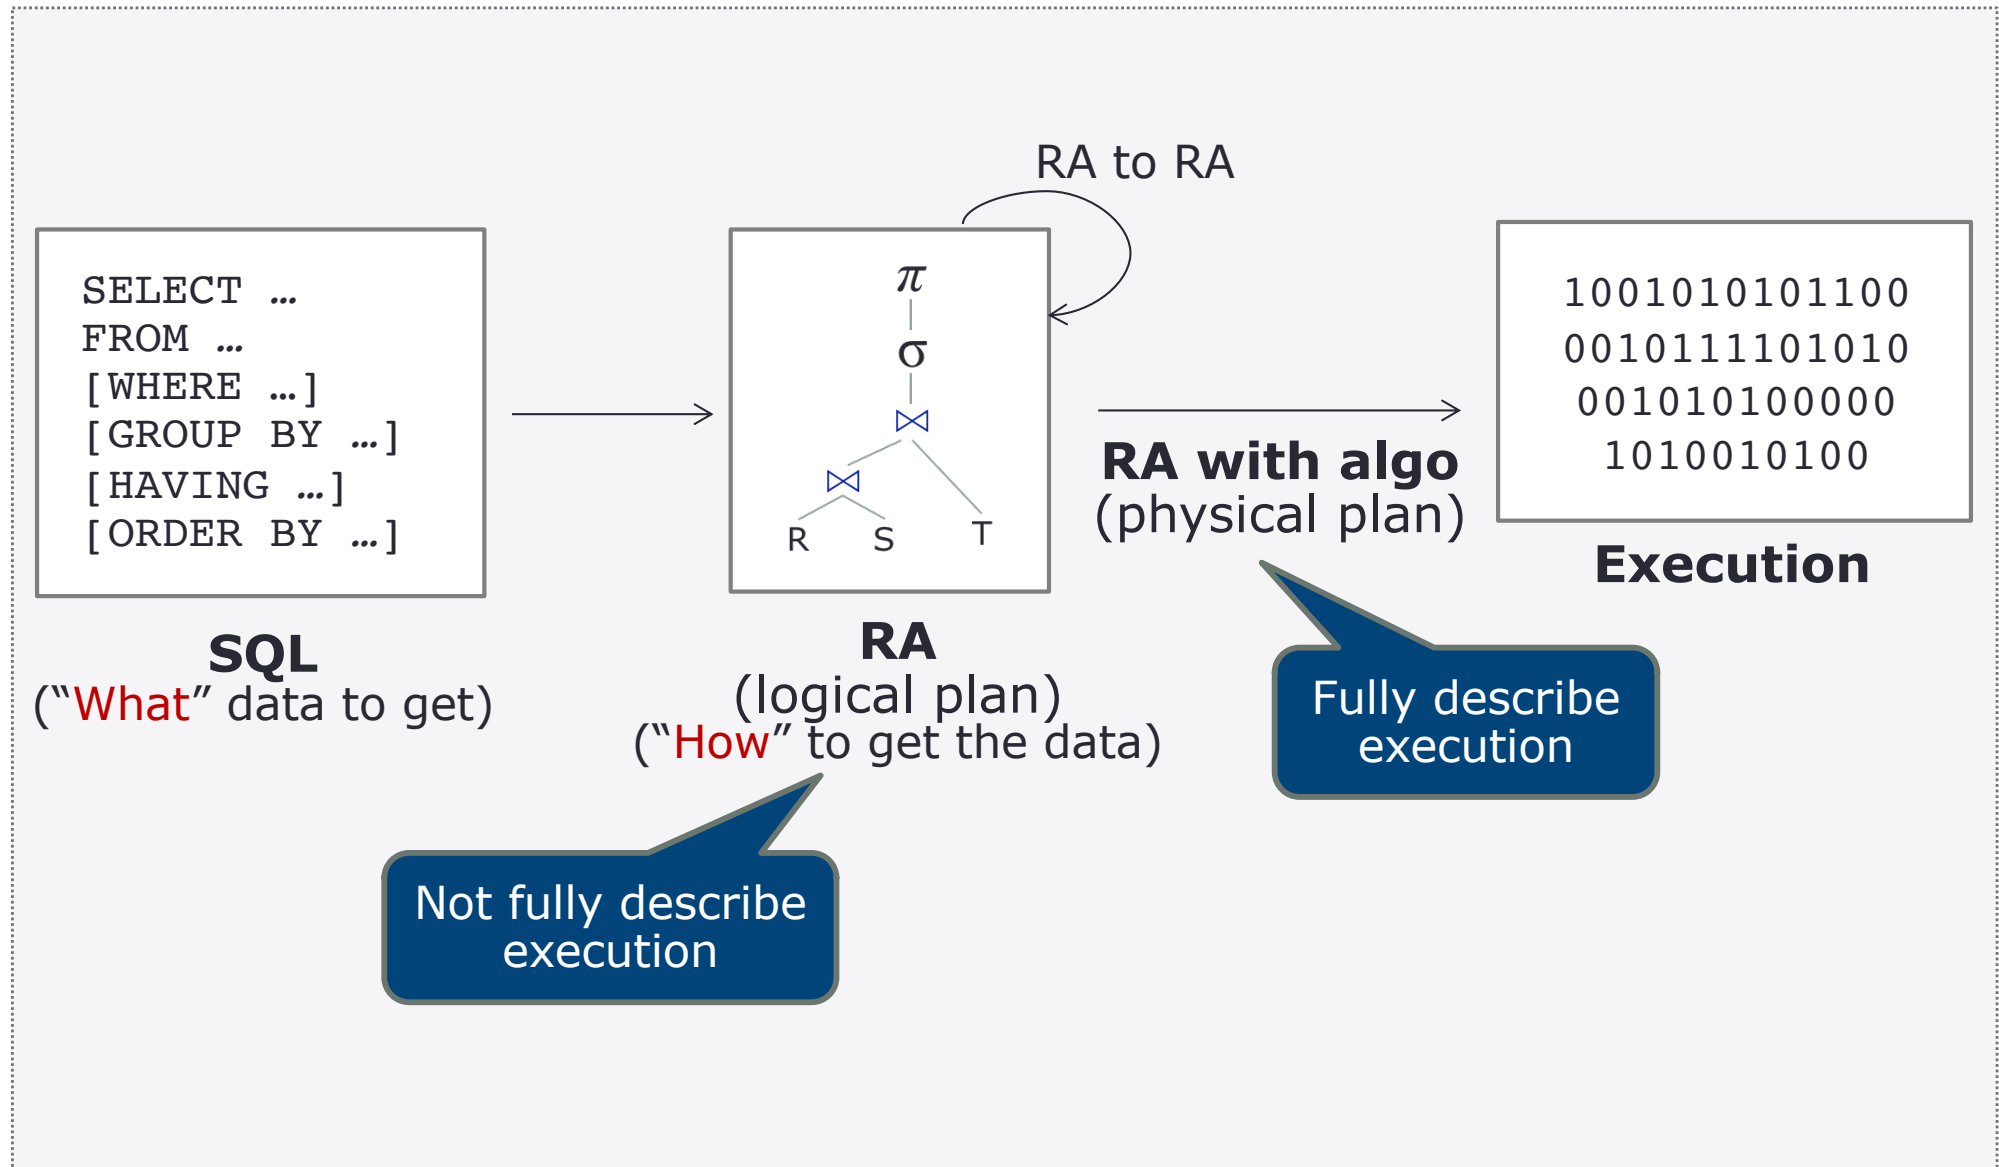 RA to RA
SELECT …
FROM …
[WHERE …]
[GROUP BY …]
[HAVING …]
[ORDER BY …]
SQL
(“What” data to get)
π
σ
⋈
⋈
R S T
RA
(logical plan)
(“How” to get the data)
Not fully describe
execution
RA with algo
(physical plan)
Fully describe
execution
1001010101100
0010111101010
001010100000
1010010100
Execution